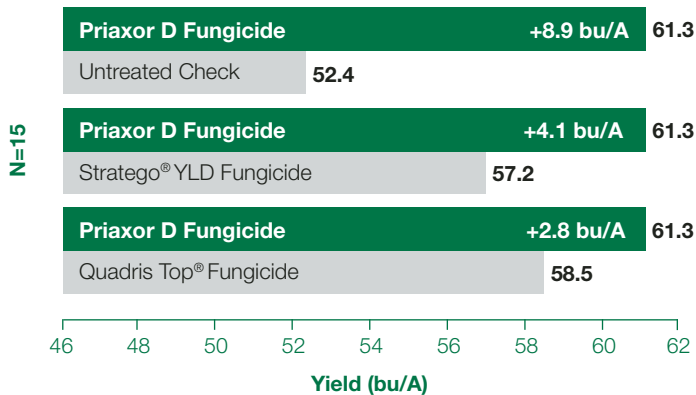 Priaxor D Fungicide +8.9 bu/A 61.3
Untreated Check 52.4
N=15
Priaxor D Fungicide +4.1 bu/A 61.3
Stratego® YLD Fungicide 57.2
Priaxor D Fungicide +2.8 bu/A 61.3
Quadris Top® Fungicide 58.5
46 48 50 52 54 56 58 60 62
Yield (bu/A)